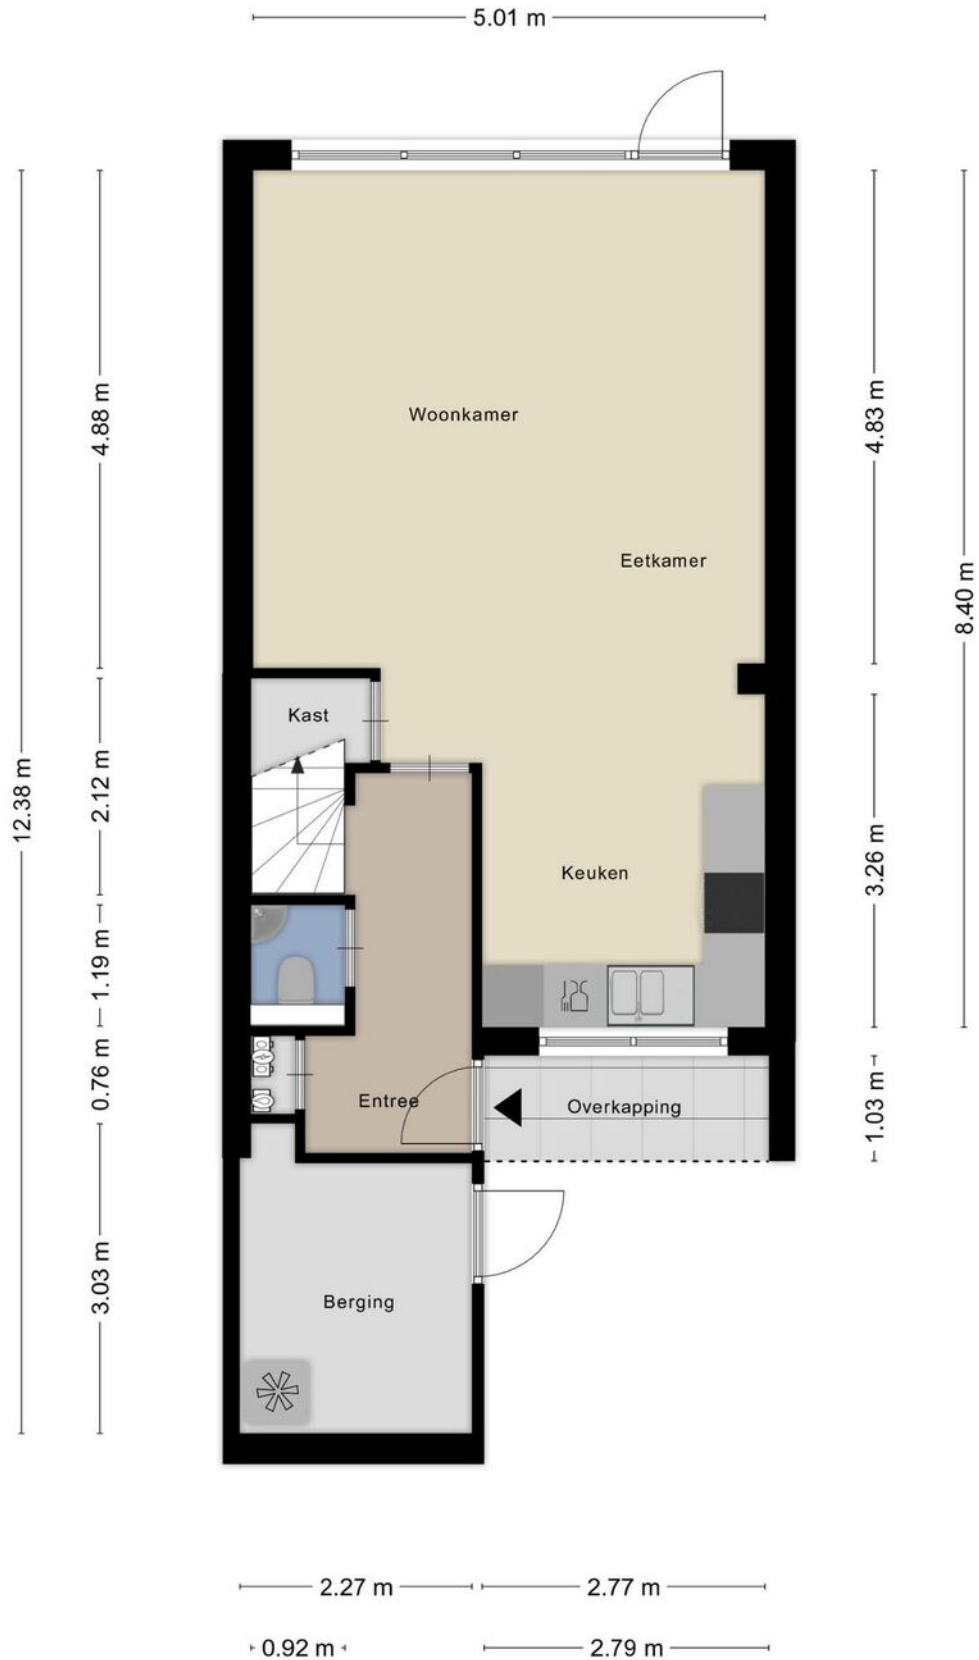 5.01 m
Woonkamer
4.88 m
4.83 m
Eetkamer
8.40 m
Kast
12.38 m
2.12 m
Keuken
3.26 m
1.19 m
0.76 m
Entree
Overkapping
1.03 m
3.03 m
Berging
2.27 m
2.77 m
0.92 m
2.79 m